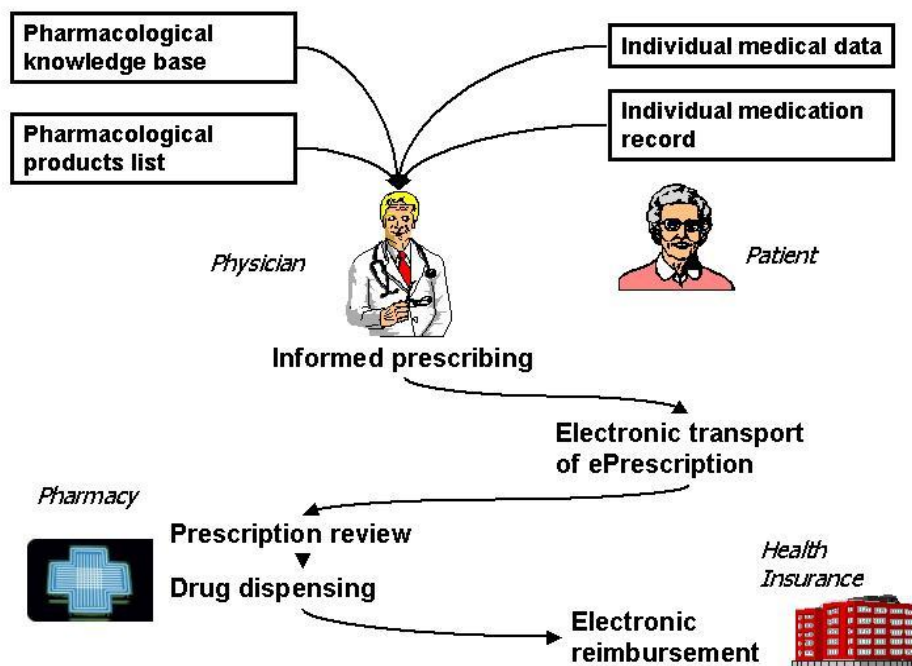 Pharmacological
knowledge base
Individual medical data
Pharmacological
products list
Individual medication
record
Physician
Patient
Informed prescribing
Electronic transport
of ePrescription
Pharmacy
Prescription review
Drug dispensing
Health
Insurance
Electronic
reimbursement